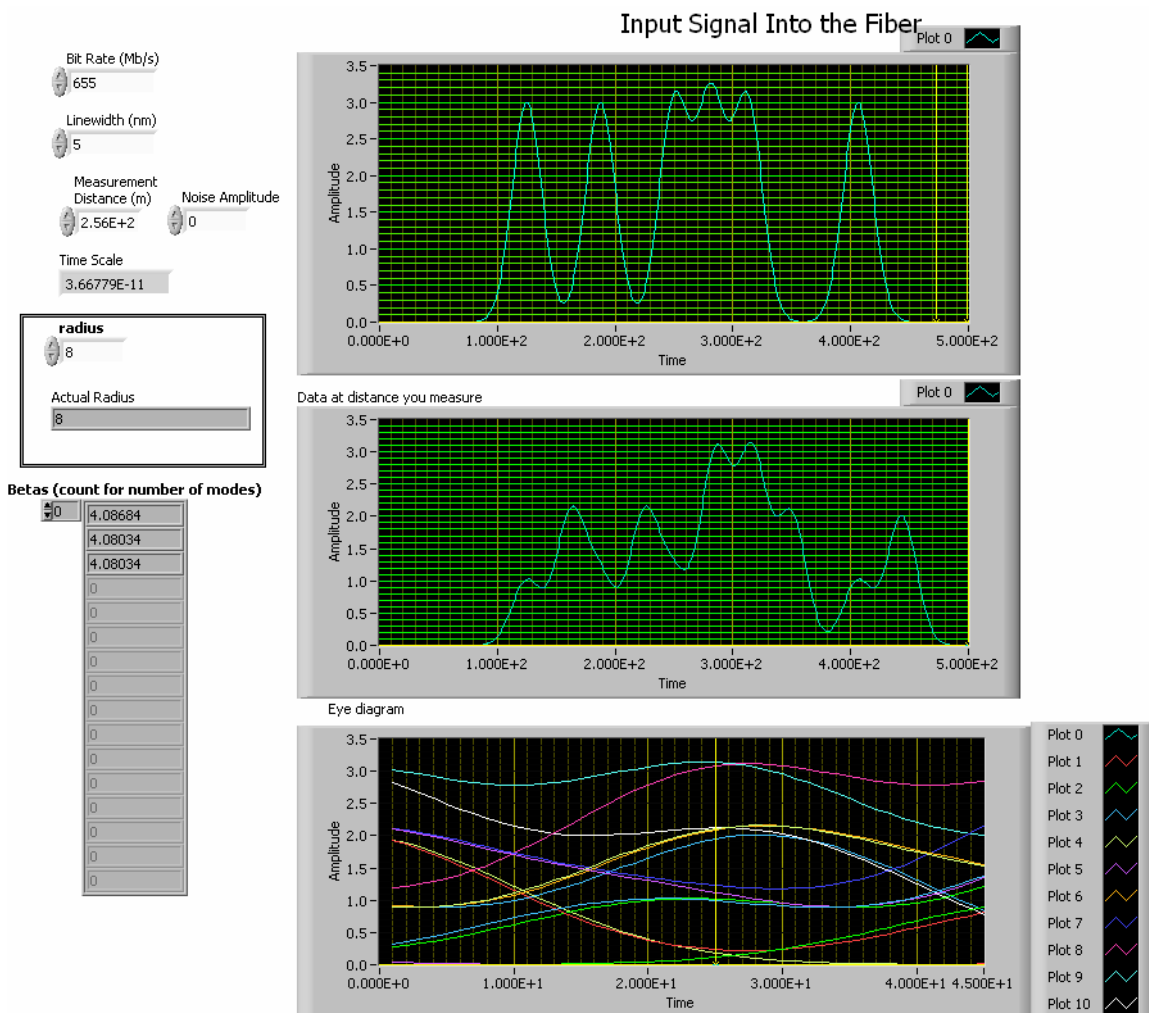 Input Signal Into the Fiber
Plot 0
Bit Rate (Mb/s)
655
Linewidth (nm)
5
Measurement
Distance (m)
2.56E+2
Noise Amplitude
0
Time Scale
3.66779E-11
radius
8
Actual Radius
8
Betas (count for number of modes)
0
4.08684
4.08034
4.08034
0
0
0
0
0
0
0
0
0
0
0
0
0
Amplitude
3.5
3.0
2.5
2.0
1.5
1.0
0.5
0.0
0.000E+0 1.000E+2 2.000E+2 3.000E+2 4.000E+2 5.000E+2
Time
Data at distance you measure
Plot 0
Amplitude
3.5
3.0
2.5
2.0
1.5
1.0
0.5
0.0
0.000E+0 1.000E+2 2.000E+2 3.000E+2 4.000E+2 5.000E+2
Time
Eye diagram
Amplitude
3.5
3.0
2.5
2.0
1.5
1.0
0.5
0.0
0.000E+0 1.000E+1 2.000E+1 3.000E+1 4.000E+1 4.500E+1
Time
Plot 0
Plot 1
Plot 2
Plot 3
Plot 4
Plot 5
Plot 6
Plot 7
Plot 8
Plot 9
Plot 10